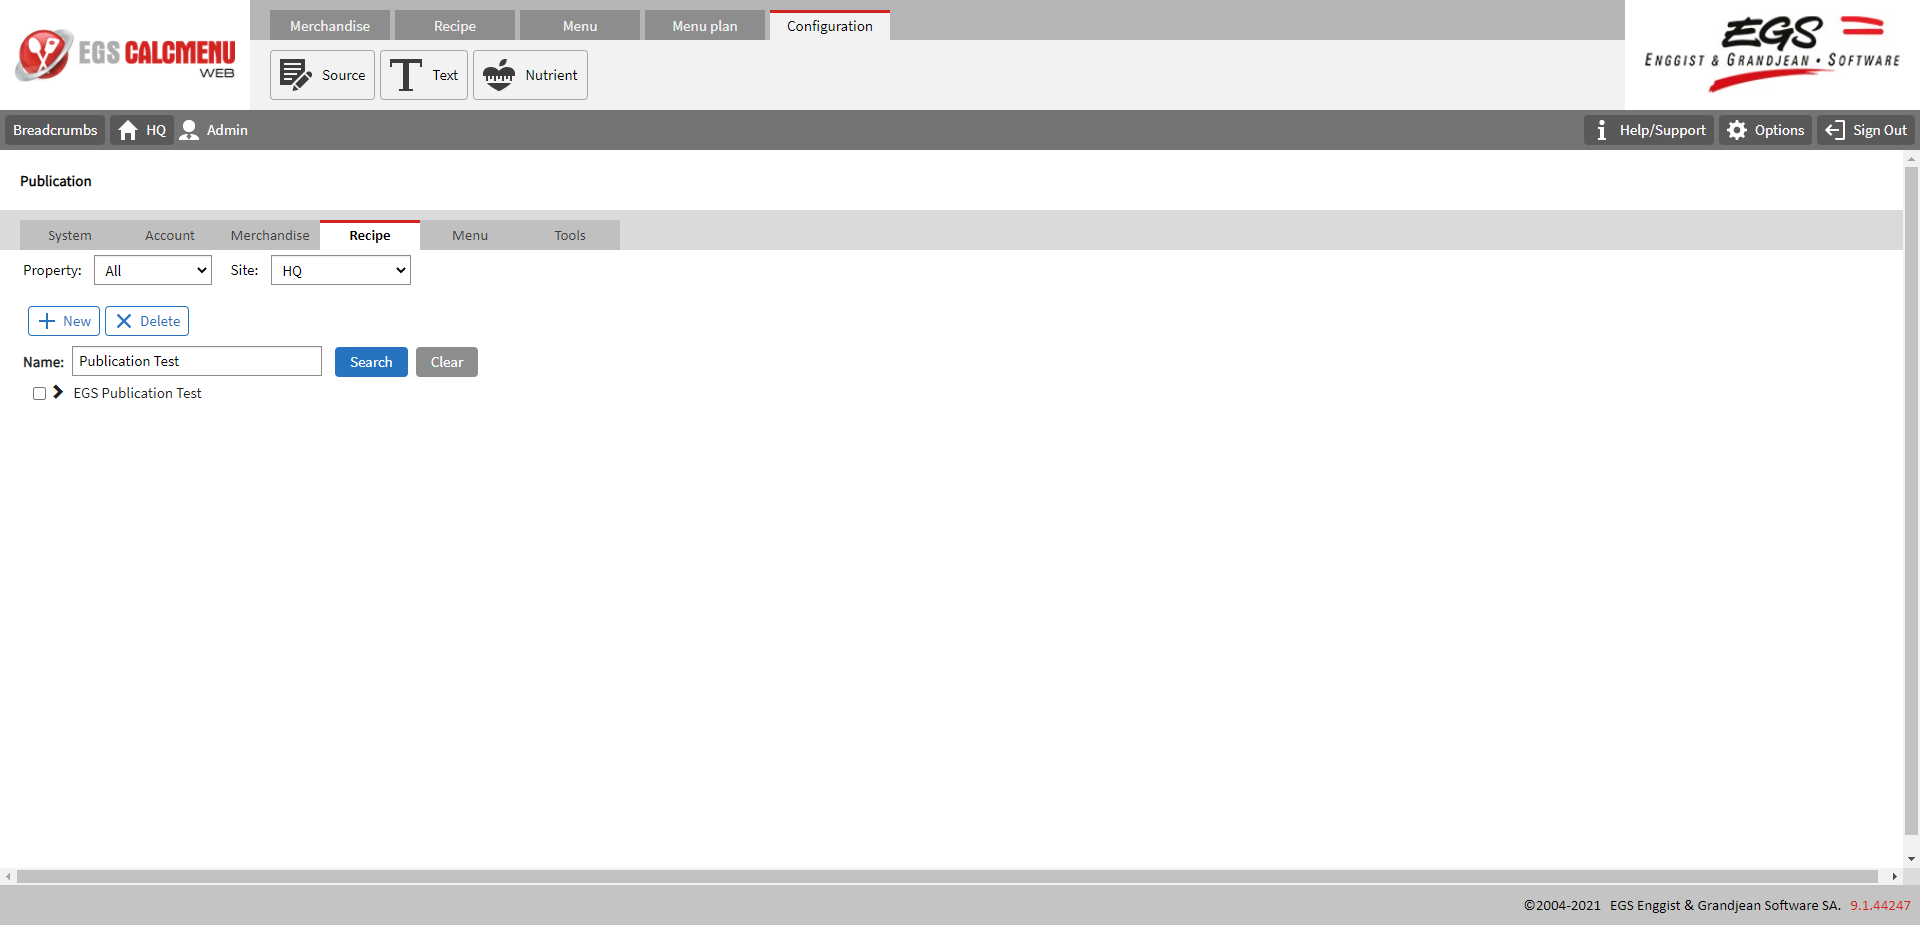 EGS CALCMENU
WEB
Merchandise Recipe Menu Menu plan Configuration
Source Text Nutrient
EGS
ENGGIST & GRANDJEAN • SOFTWARE
Breadcrumbs HQ Admin Help/Support Options Sign Out
Publication
System Account Merchandise Recipe Menu Tools
Property: All Site: HQ
New Delete
Name: Publication Test Search Clear
EGS Publication Test
©2004-2021 EGS Enggist & Grandjean Software SA. 9.1.44247